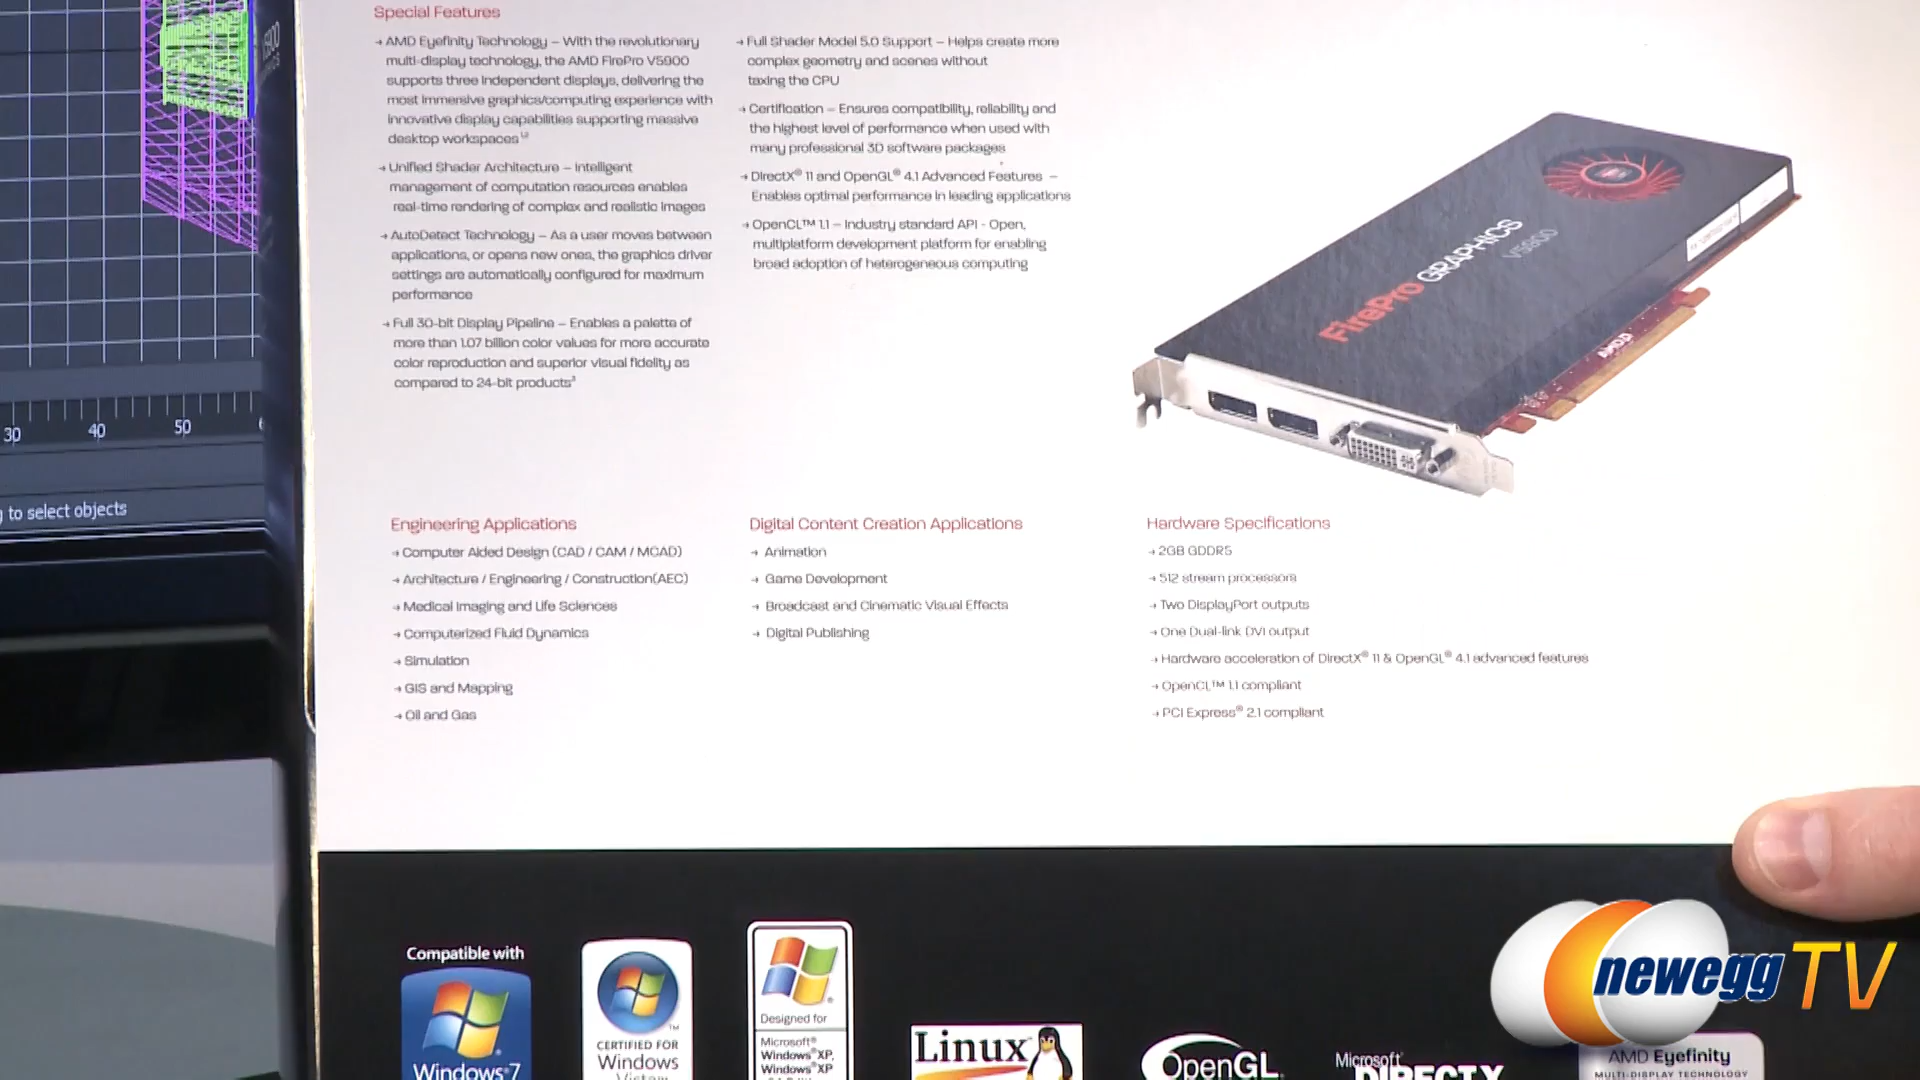 Special Features
→ AMD Eyefinity Technology – With the revolutionary
multi-display technology, the AMD FirePro V5900
supports three independent displays, delivering the
most immersive graphics/computing experience with
innovative display capabilities supporting massive
desktop workspaces1,2
→ Unified Shader Architecture – Intelligent
management of computation resources enables
real-time rendering of complex and realistic images
→ AutoDetect Technology – As a user moves between
applications, or opens new ones, the graphics driver
settings are automatically configured for maximum
performance
→ Full 30-bit Display Pipeline – Enables a palette of
more than 1.07 billion color values for more accurate
color reproduction and superior visual fidelity as
compared to 24-bit products3
→ Full Shader Model 5.0 Support – Helps create more
complex geometry and scenes without
taxing the CPU
→ Certification – Ensures compatibility, reliability and
the highest level of performance when used with
many professional 3D software packages
→ DirectX® 11 and OpenGL® 4.1 Advanced Features –
Enables optimal performance in leading applications
→ OpenCL™ 1.1 – Industry standard API - Open,
multiplatform development platform for enabling
broad adoption of heterogeneous computing
FirePro GRAPHICS
V5900
AMD
30 40 50
to select objects
Engineering Applications
→ Computer Aided Design (CAD / CAM / MCAD)
→ Architecture / Engineering / Construction(AEC)
→ Medical Imaging and Life Sciences
→ Computerized Fluid Dynamics
→ Simulation
→ GIS and Mapping
→ Oil and Gas
Digital Content Creation Applications
→ Animation
→ Game Development
→ Broadcast and Cinematic Visual Effects
→ Digital Publishing
Hardware Specifications
→ 2GB GDDR5
→ 512 stream processors
→ Two DisplayPort outputs
→ One Dual-link DVI output
→ Hardware acceleration of DirectX® 11 & OpenGL® 4.1 advanced features
→ OpenCL™ 1.1 compliant
→ PCI Express® 2.1 compliant
Compatible with
Windows® 7
CERTIFIED FOR
Windows
Vista™
Designed for
Microsoft®
Windows® XP,
Windows® XP
Linux
OpenGL
Microsoft®
DIRECTX
AMD Eyefinity
MULTI-DISPLAY TECHNOLOGY
newegg TV